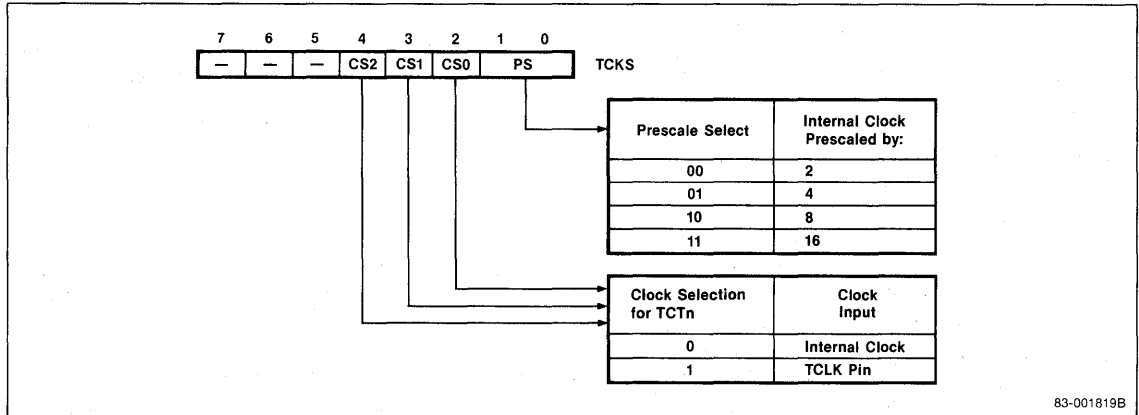 7 6 5 4 3 2 1 0
— — — CS2 CS1 CS0 PS TCKS
Prescale Select Internal Clock Prescaled by:
00 2
01 4
10 8
11 16
Clock Selection for TCTn Clock Input
0 Internal Clock
1 TCLK Pin
83-001819B